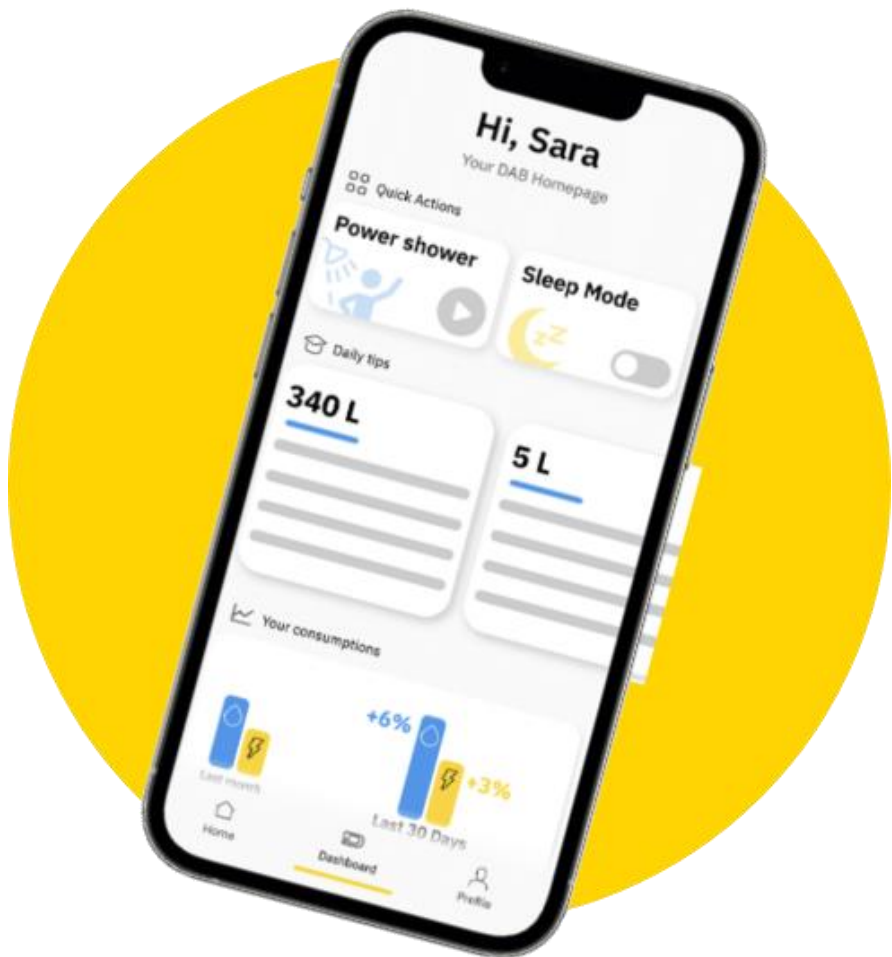 Hi, Sara
Your DAB Homepage
Quick Actions
Power shower
Sleep Mode
zZ
Daily tips
340 L
5 L
Your consumptions
+6%
+3%
Last 30 Days
Home
Dashboard
Profile